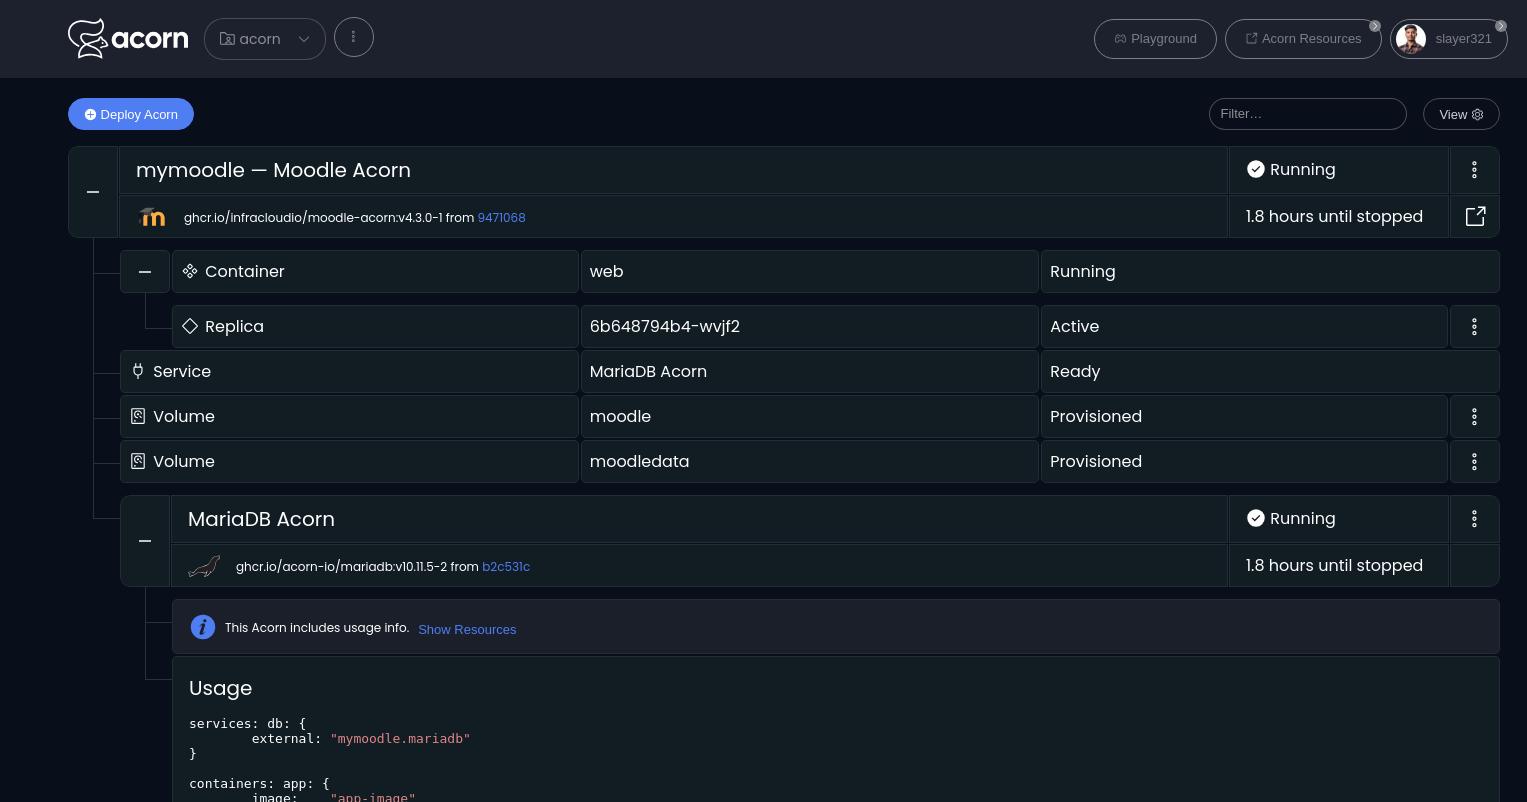 acorn acorn Playground Acorn Resources slayer321
Deploy Acorn Filter... View
mymoodle — Moodle Acorn Running
ghcr.io/infracloudio/moodle-acorn:v4.3.0-1 from 9471068 1.8 hours until stopped
Container web Running
Replica 6b648794b4-wvjf2 Active
Service MariaDB Acorn Ready
Volume moodle Provisioned
Volume moodledata Provisioned
MariaDB Acorn Running
ghcr.io/acorn-io/mariadb:v10.11.5-2 from b2c531c 1.8 hours until stopped
This Acorn includes usage info. Show Resources
Usage
services: db: {
external: "mymoodle.mariadb"
}
containers: app: {
image: "app-image"